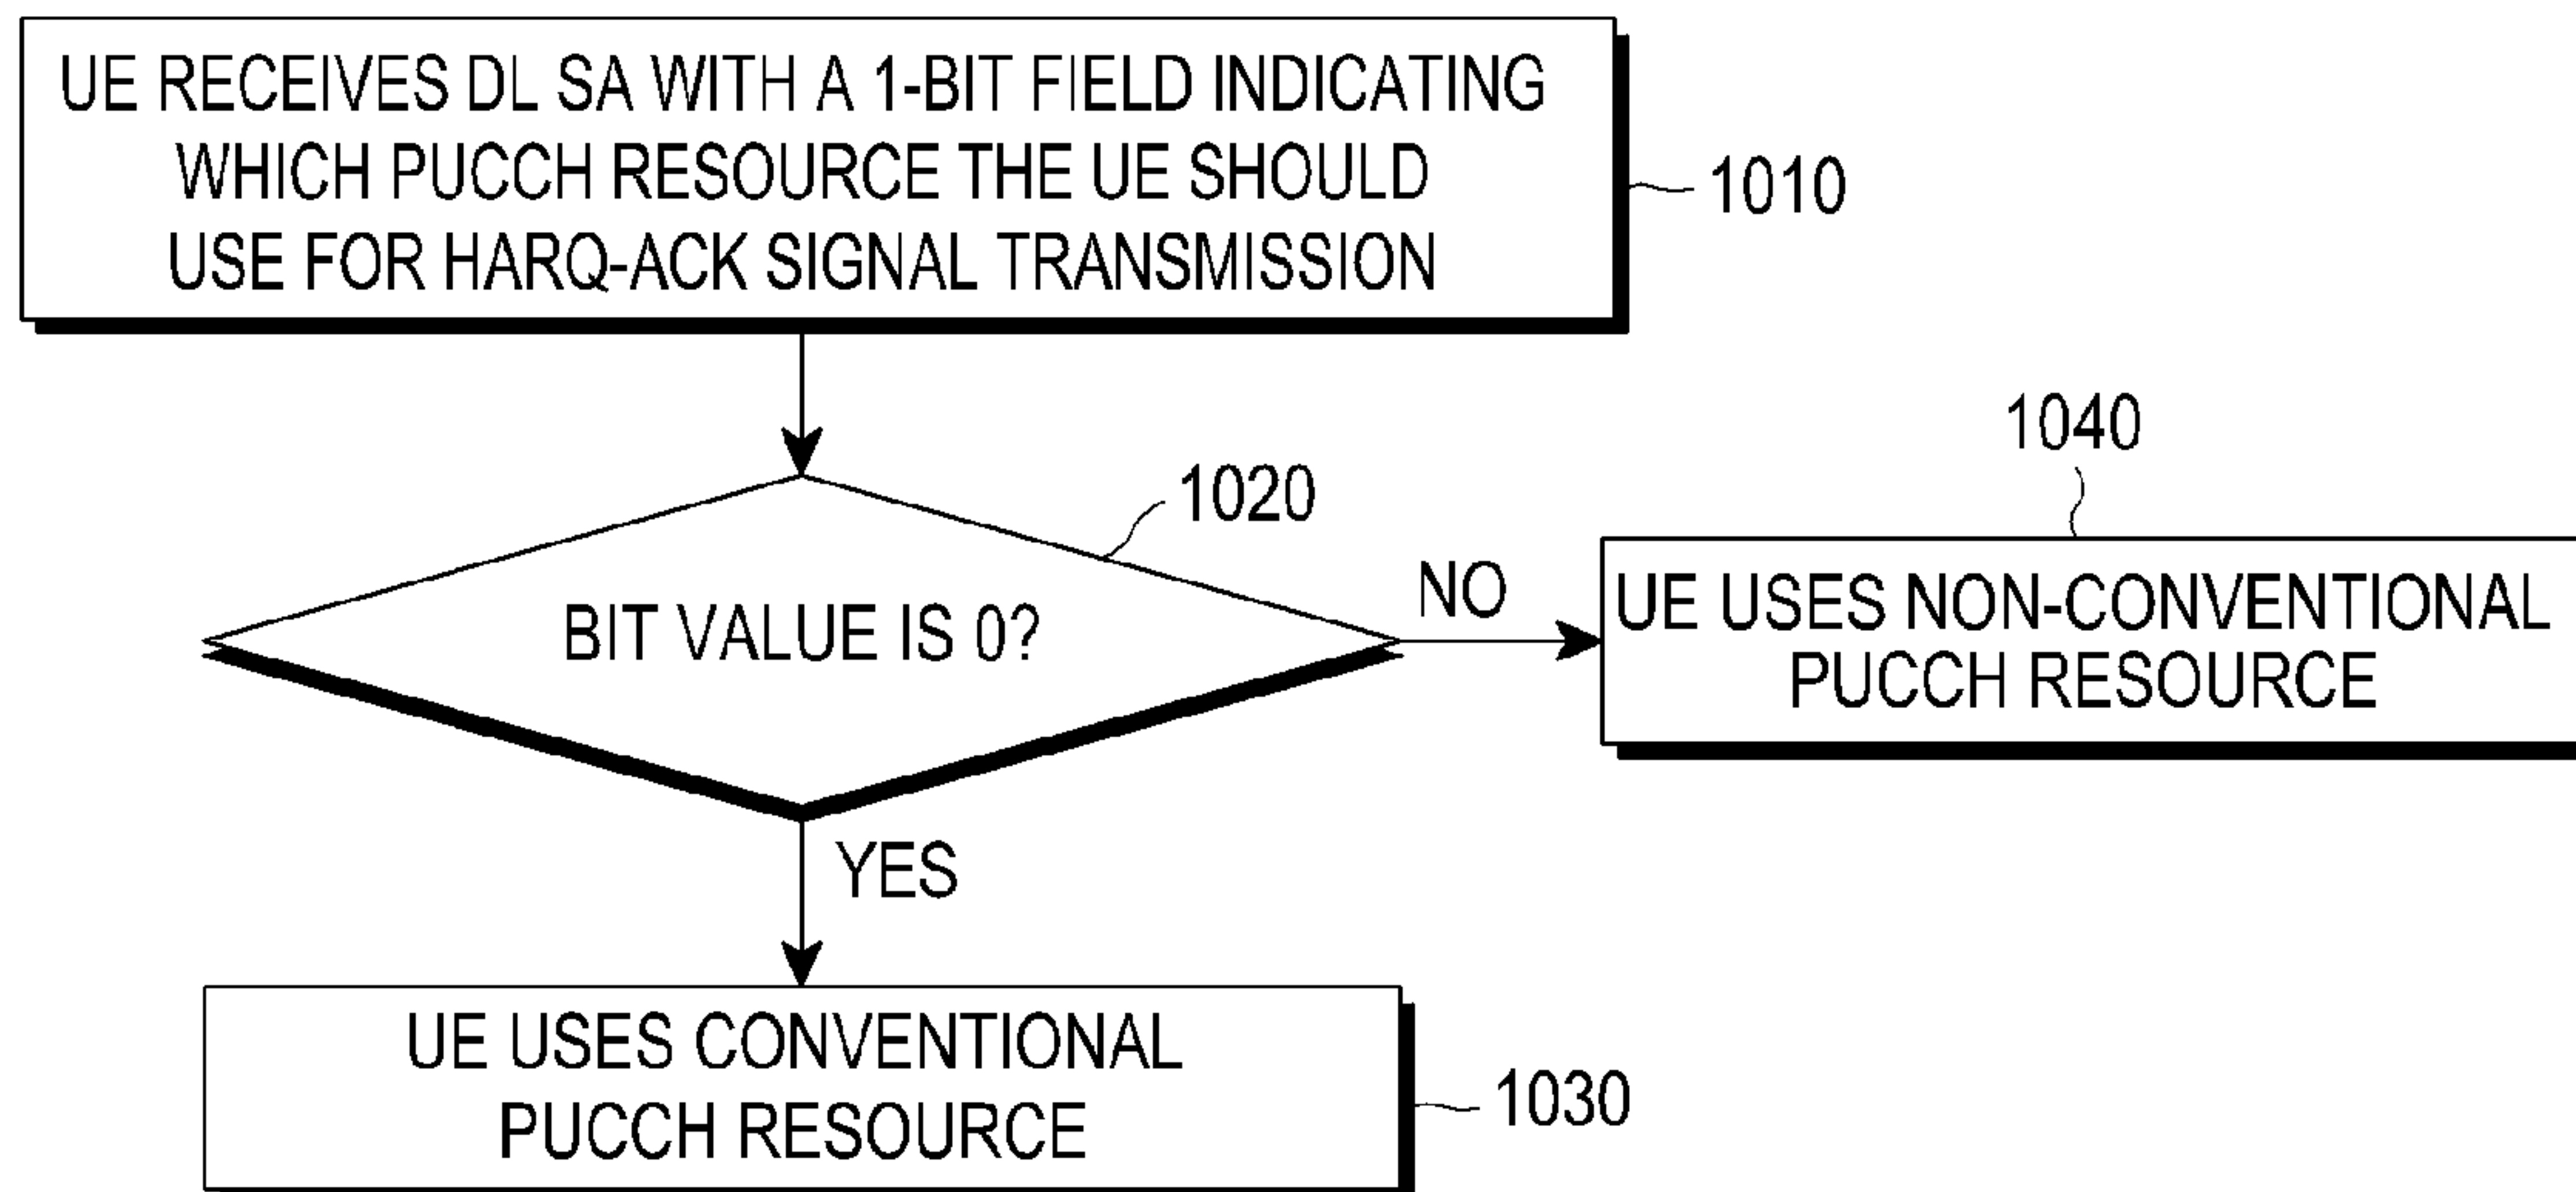 UE RECEIVES DL SA WITH A 1-BIT FIELD INDICATING
WHICH PUCCH RESOURCE THE UE SHOULD
USE FOR HARQ-ACK SIGNAL TRANSMISSION
1010
1020
BIT VALUE IS 0?
NO
1040
UE USES NON-CONVENTIONAL
PUCCH RESOURCE
YES
UE USES CONVENTIONAL
PUCCH RESOURCE
1030